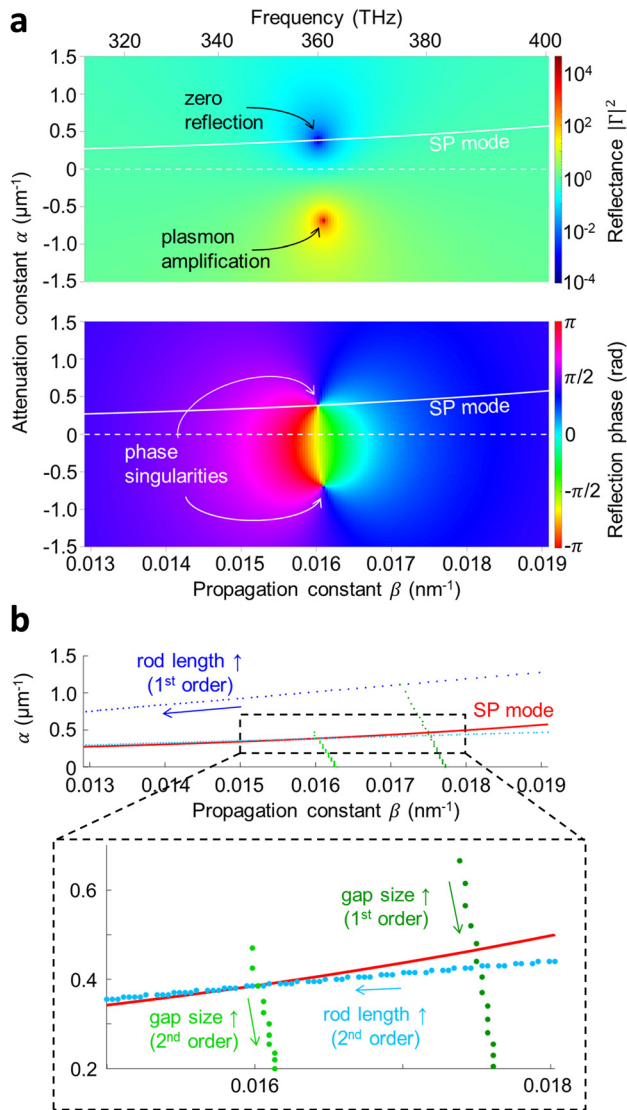 a
Frequency (THz)
320 340 360 380 400
1.5
1.0
0.5
0
-0.5
-1.0
-1.5
zero
reflection
SP mode
plasmon
amplification
10⁴
10²
10⁰
10⁻²
10⁻⁴
Reflectance |Γ|²
Attenuation constant α (µm⁻¹)
1.5
1.0
0.5
0
-0.5
-1.0
-1.5
SP mode
phase
singularities
π
π/2
0
-π/2
-π
Reflection phase (rad)
0.013 0.014 0.015 0.016 0.017 0.018 0.019
Propagation constant β (nm⁻¹)
b
α (µm⁻¹)
1.5
1.0
0.5
0
rod length ↑
(1st order)
SP mode
0.013 0.014 0.015 0.016 0.017 0.018 0.019
Propagation constant β (nm⁻¹)
0.6
0.4
0.2
gap size ↑
(1st order)
gap size ↑
(2nd order)
rod length ↑
(2nd order)
0.016 0.018